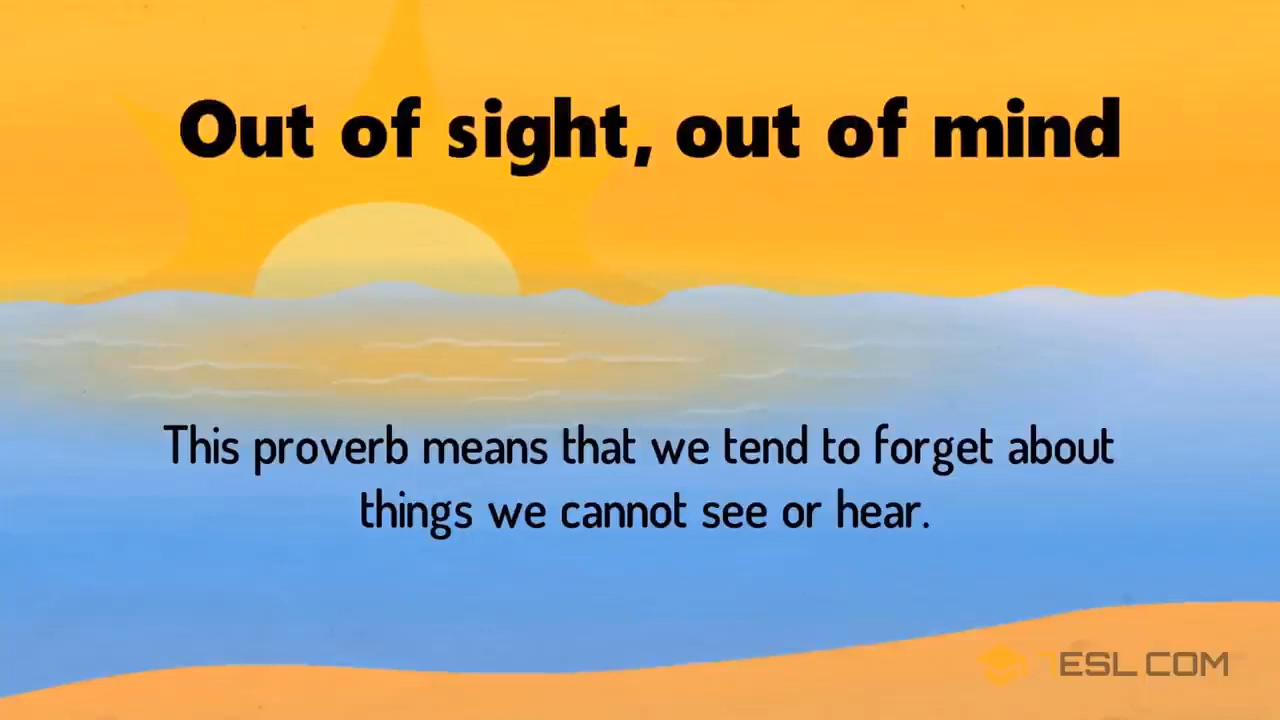 Out of sight, out of mind
This proverb means that we tend to forget about
things we cannot see or hear.
7ESL.COM